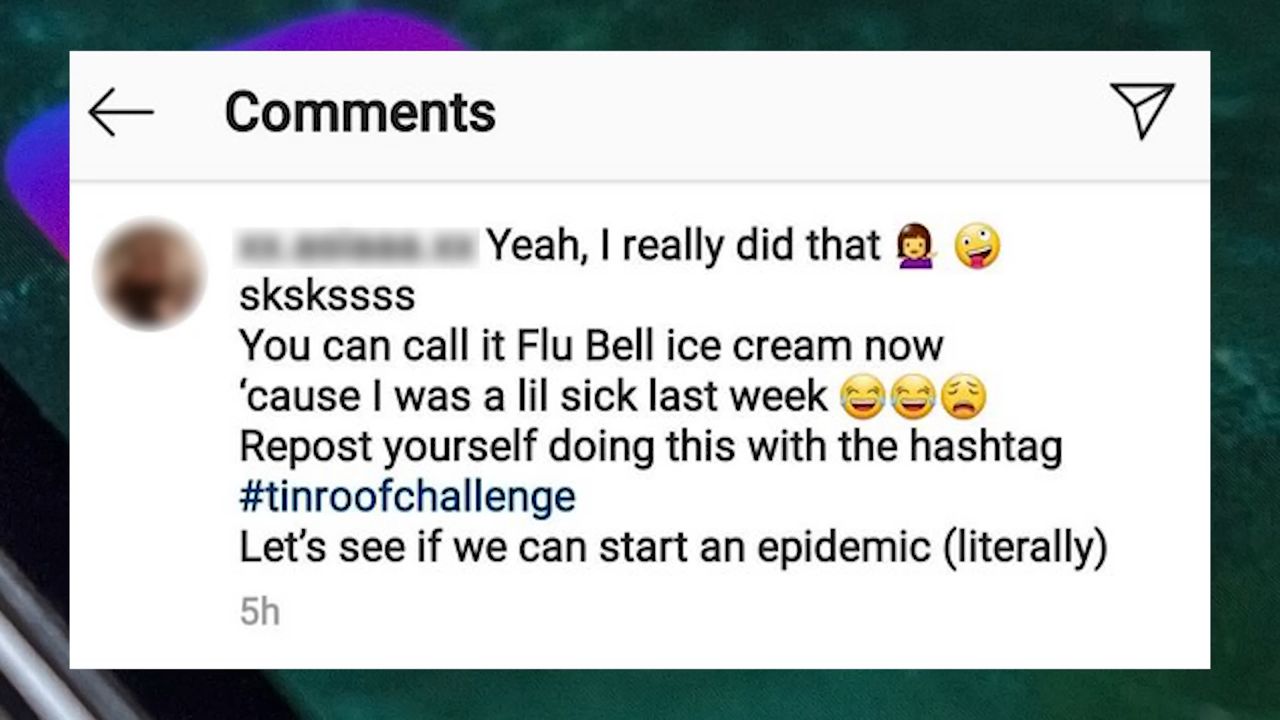 Comments
Yeah, I really did that 💁‍♀️ 🤪
sksksssss
You can call it Flu Bell ice cream now
‘cause I was a lil sick last week 😂😂😩
Repost yourself doing this with the hashtag
#tinroofchallenge
Let’s see if we can start an epidemic (literally)
5h